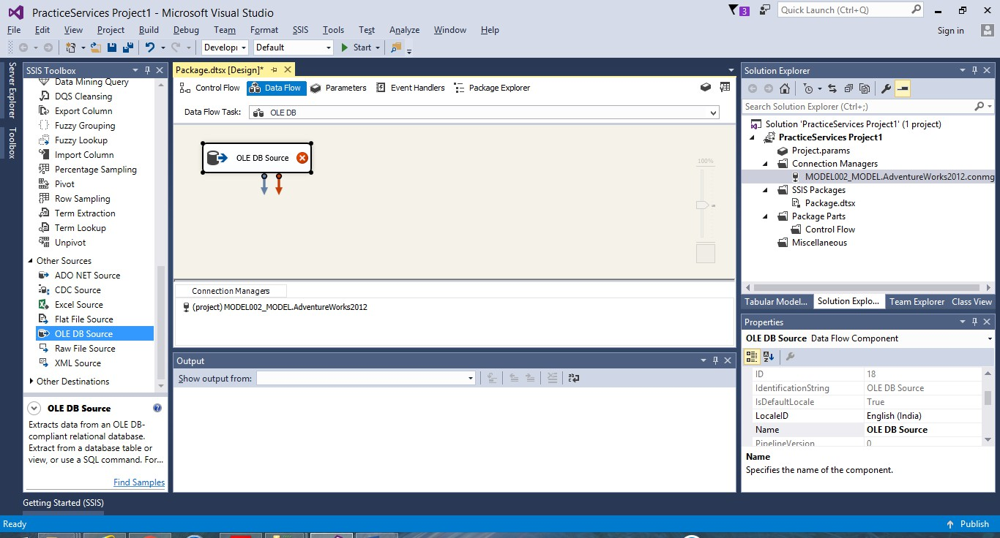 PracticeServices Project1 - Microsoft Visual Studio
3
Quick Launch (Ctrl+Q)
File Edit View Project Build Debug Team Format SSIS Tools Test Analyze Window Help
Sign in
Default
Start
Server Explorer
Toolbox
SSIS Toolbox
Data Mining Query
DQS Cleansing
Export Column
Fuzzy Grouping
Fuzzy Lookup
Import Column
Percentage Sampling
Pivot
Row Sampling
Term Extraction
Term Lookup
Unpivot
Other Sources
ADO NET Source
CDC Source
Excel Source
Flat File Source
OLE DB Source
Raw File Source
XML Source
Other Destinations
OLE DB Source
Extracts data from an OLE DB-
compliant relational database.
Extract from a database table or
view, or use a SQL command. For...
Find Samples
Getting Started (SSIS)
Package.dtsx [Design]*
Control Flow Data Flow Parameters Event Handlers Package Explorer
Data Flow Task: OLE DB
OLE DB Source
100%
Connection Managers
(project) MODEL002_MODEL.AdventureWorks2012
Output
Show output from:
Solution Explorer
Search Solution Explorer (Ctrl+;)
Solution 'PracticeServices Project1' (1 project)
PracticeServices Project1
Project.params
Connection Managers
MODEL002_MODEL.AdventureWorks2012.conmg
SSIS Packages
Package.dtsx
Package Parts
Control Flow
Miscellaneous
Tabular Model... Solution Explo... Team Explorer Class View
Properties
OLE DB Source Data Flow Component
ID 18
IdentificationString OLE DB Source
IsDefaultLocale True
LocaleID English (India)
Name OLE DB Source
PipelineVersion 0
Name
Specifies the name of the component.
Ready
Publish